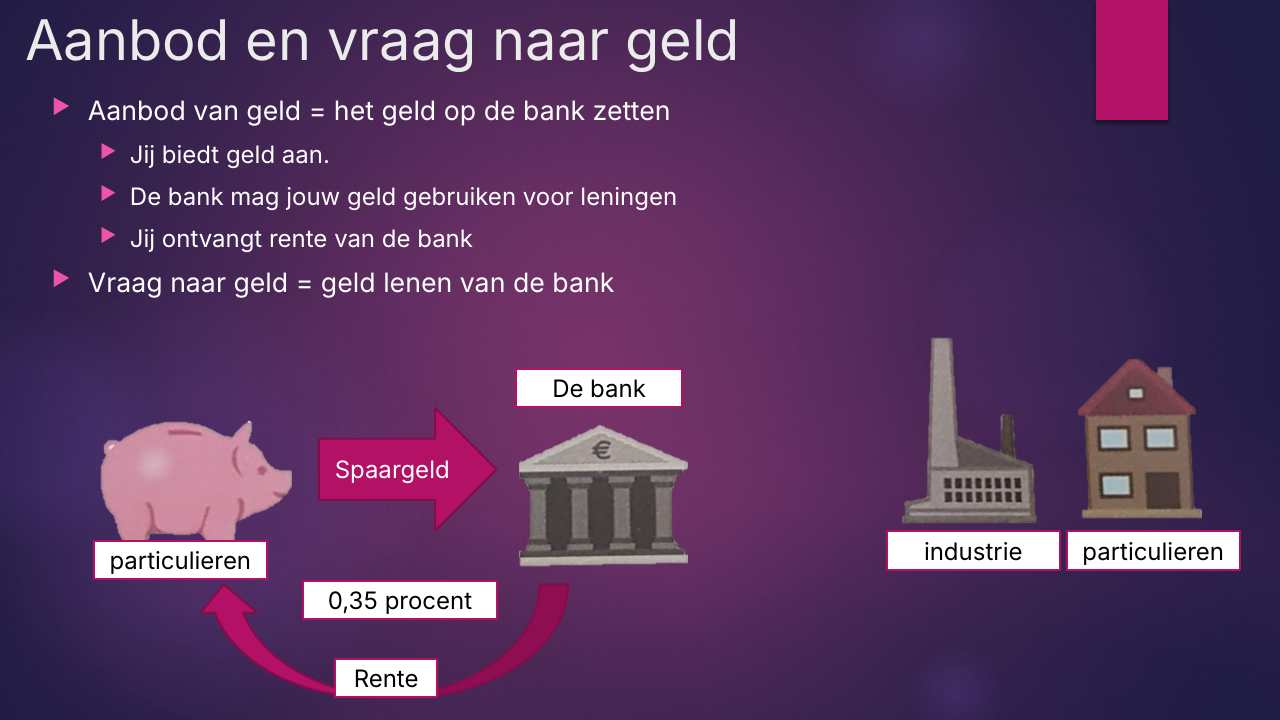 Aanbod en vraag naar geld
Aanbod van geld = het geld op de bank zetten
Jij biedt geld aan.
De bank mag jouw geld gebruiken voor leningen
Jij ontvangt rente van de bank
Vraag naar geld = geld lenen van de bank
De bank
€
Spaargeld
particulieren
industrie
particulieren
0,35 procent
Rente